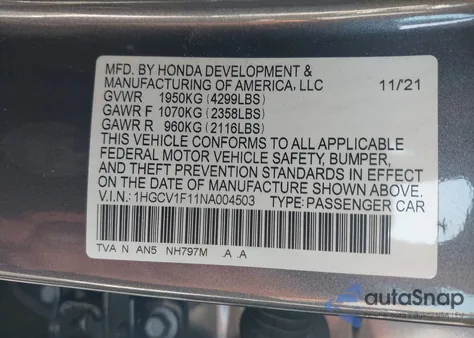 MFD. BY HONDA DEVELOPMENT &
MANUFACTURING OF AMERICA, LLC 11/'21
GVWR 1950KG (4299LBS)
GAWR F 1070KG (2358LBS)
GAWR R 960KG (2116LBS)
THIS VEHICLE CONFORMS TO ALL APPLICABLE
FEDERAL MOTOR VEHICLE SAFETY, BUMPER,
AND THEFT PREVENTION STANDARDS IN EFFECT
ON THE DATE OF MANUFACTURE SHOWN ABOVE.
V.I.N.: 1HGCV1F11NA004503 TYPE: PASSENGER CAR
TVA N AN5 NH797M .A .A
autoSnap